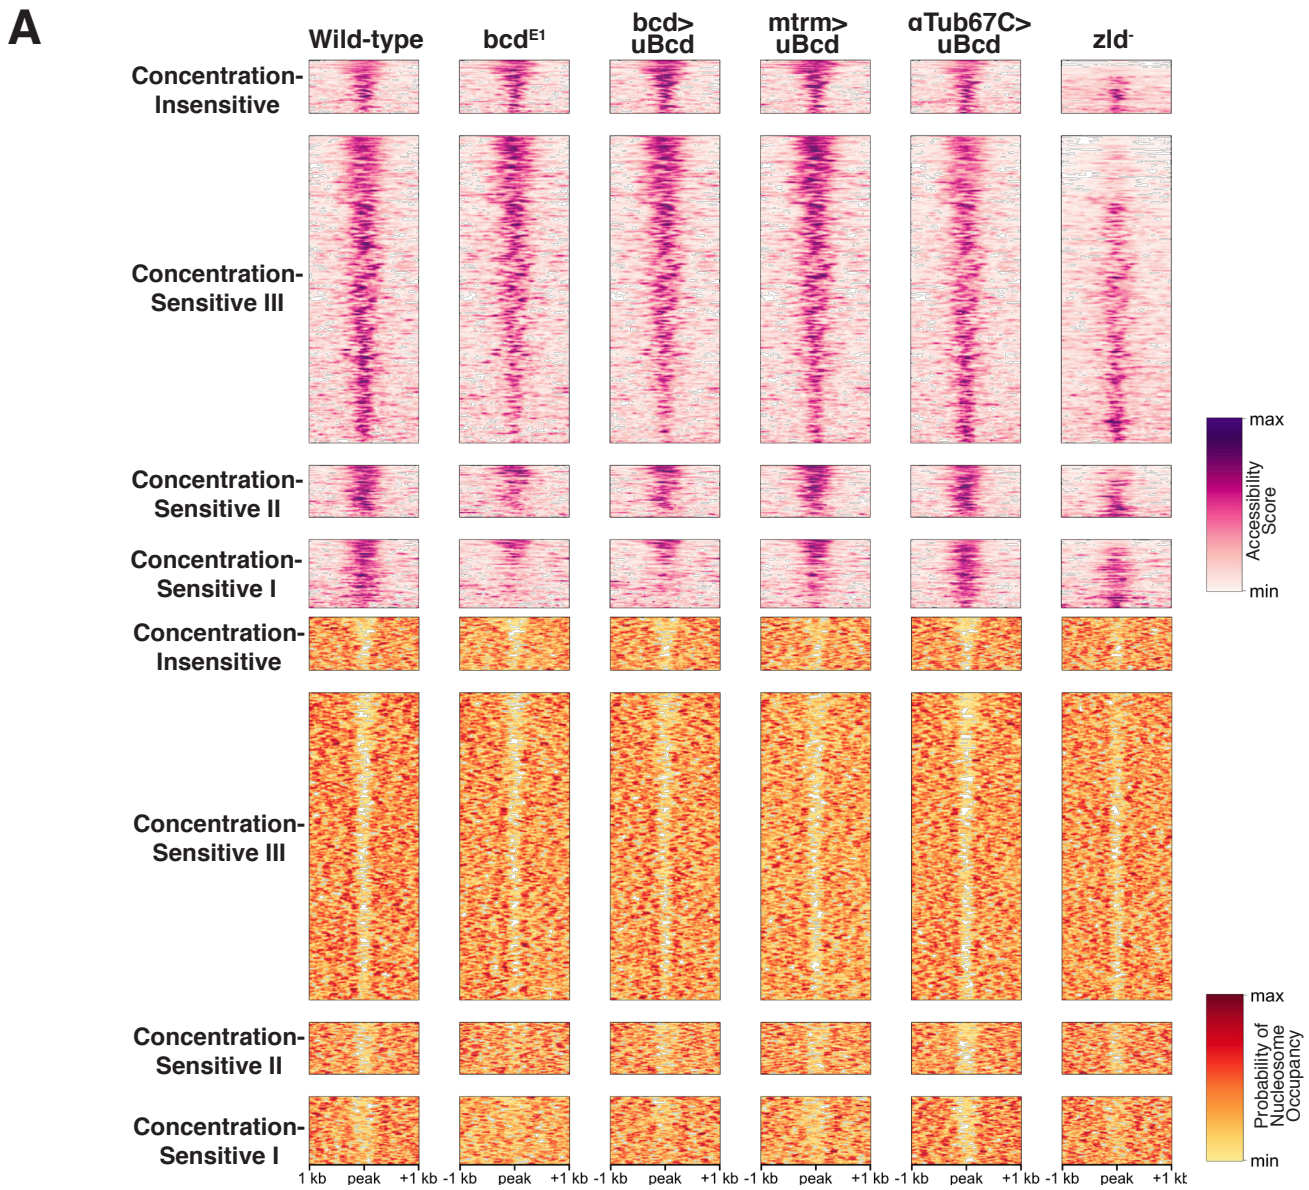 A
Wild-type
bcdE1
bcd>
uBcd
mtrm>
uBcd
αTub67C>
uBcd
zld-
Concentration-
Insensitive
Concentration-
Sensitive III
Concentration-
Sensitive II
Concentration-
Sensitive I
max
Accessibility
Score
min
Concentration-
Insensitive
Concentration-
Sensitive III
Concentration-
Sensitive II
Concentration-
Sensitive I
max
Probability of
Nucleosome
Occupancy
min
1 kb peak +1 kb -1 kb peak +1 kb -1 kb peak +1 kb -1 kb peak +1 kb -1 kb peak +1 kb -1 kb peak +1 kb